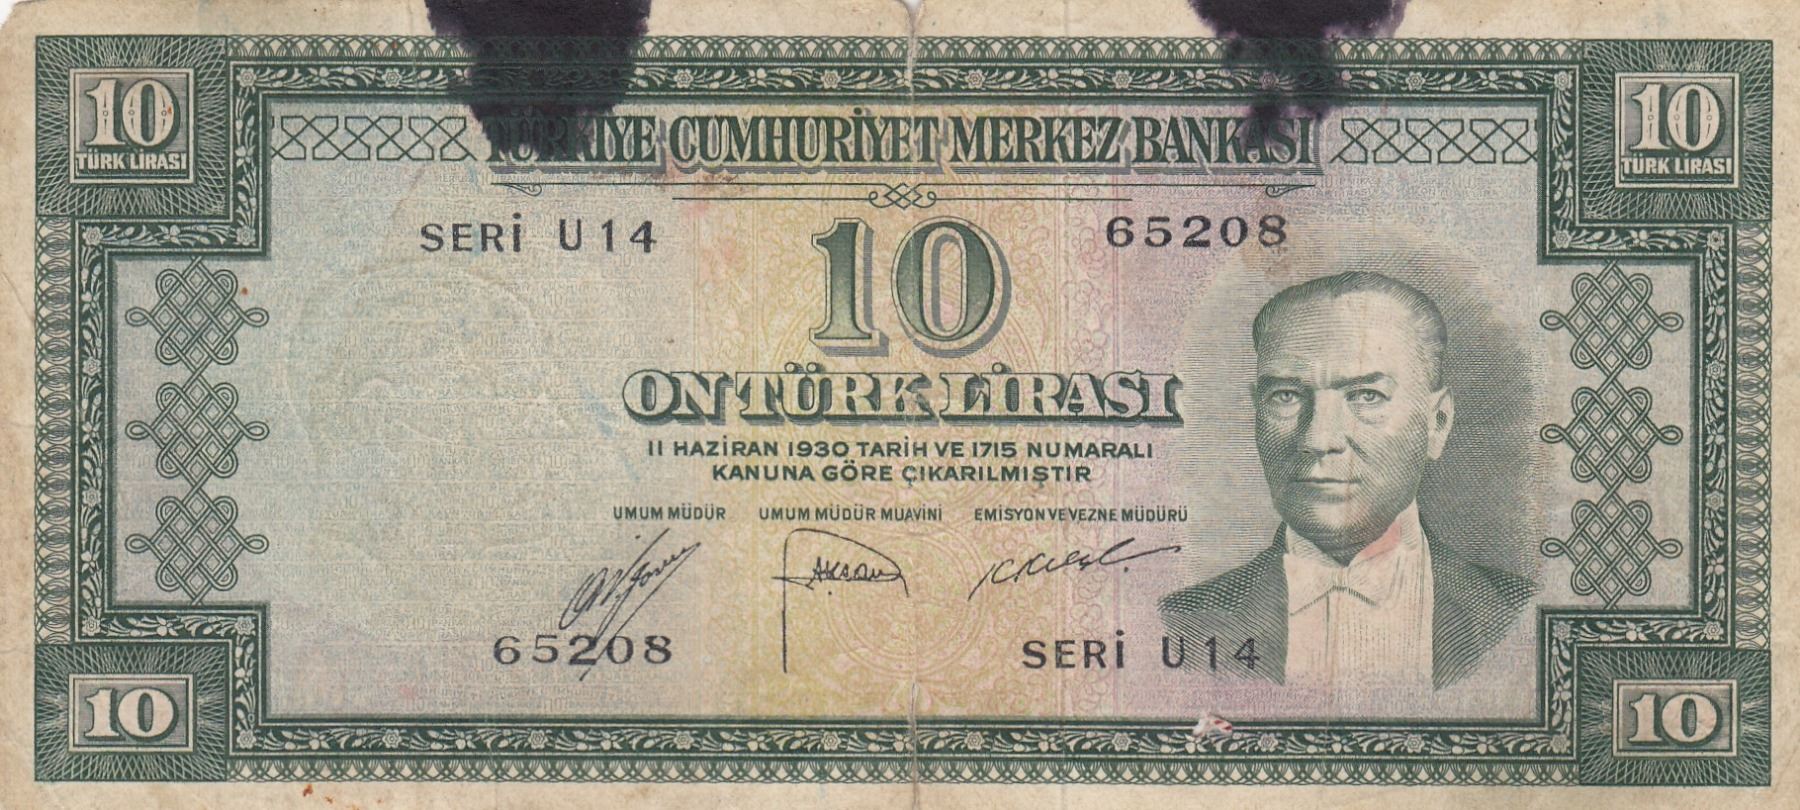 10
TÜRK LİRASI
TÜRKİYE CUMHURİYET MERKEZ BANKASI
10
TÜRK LİRASI
SERİ U14
65208
10
ON TÜRK LİRASI
11 HAZİRAN 1930 TARİH VE 1715 NUMARALI
KANUNA GÖRE ÇIKARILMIŞTIR
UMUM MÜDÜR
UMUM MÜDÜR MUAVİNİ
EMİSYON VE VEZNE MÜDÜRÜ
65208
SERİ U14
10
10